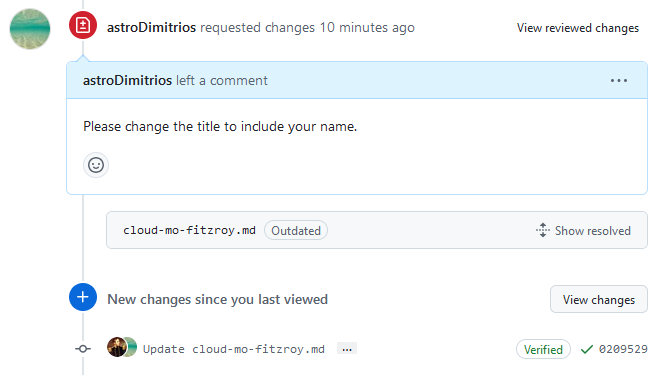 astroDimitrios requested changes 10 minutes ago View reviewed changes
astroDimitrios left a comment ...
Please change the title to include your name.
cloud-mo-fitzroy.md Outdated Show resolved
New changes since you last viewed View changes
Update cloud-mo-fitzroy.md ... Verified 0209529